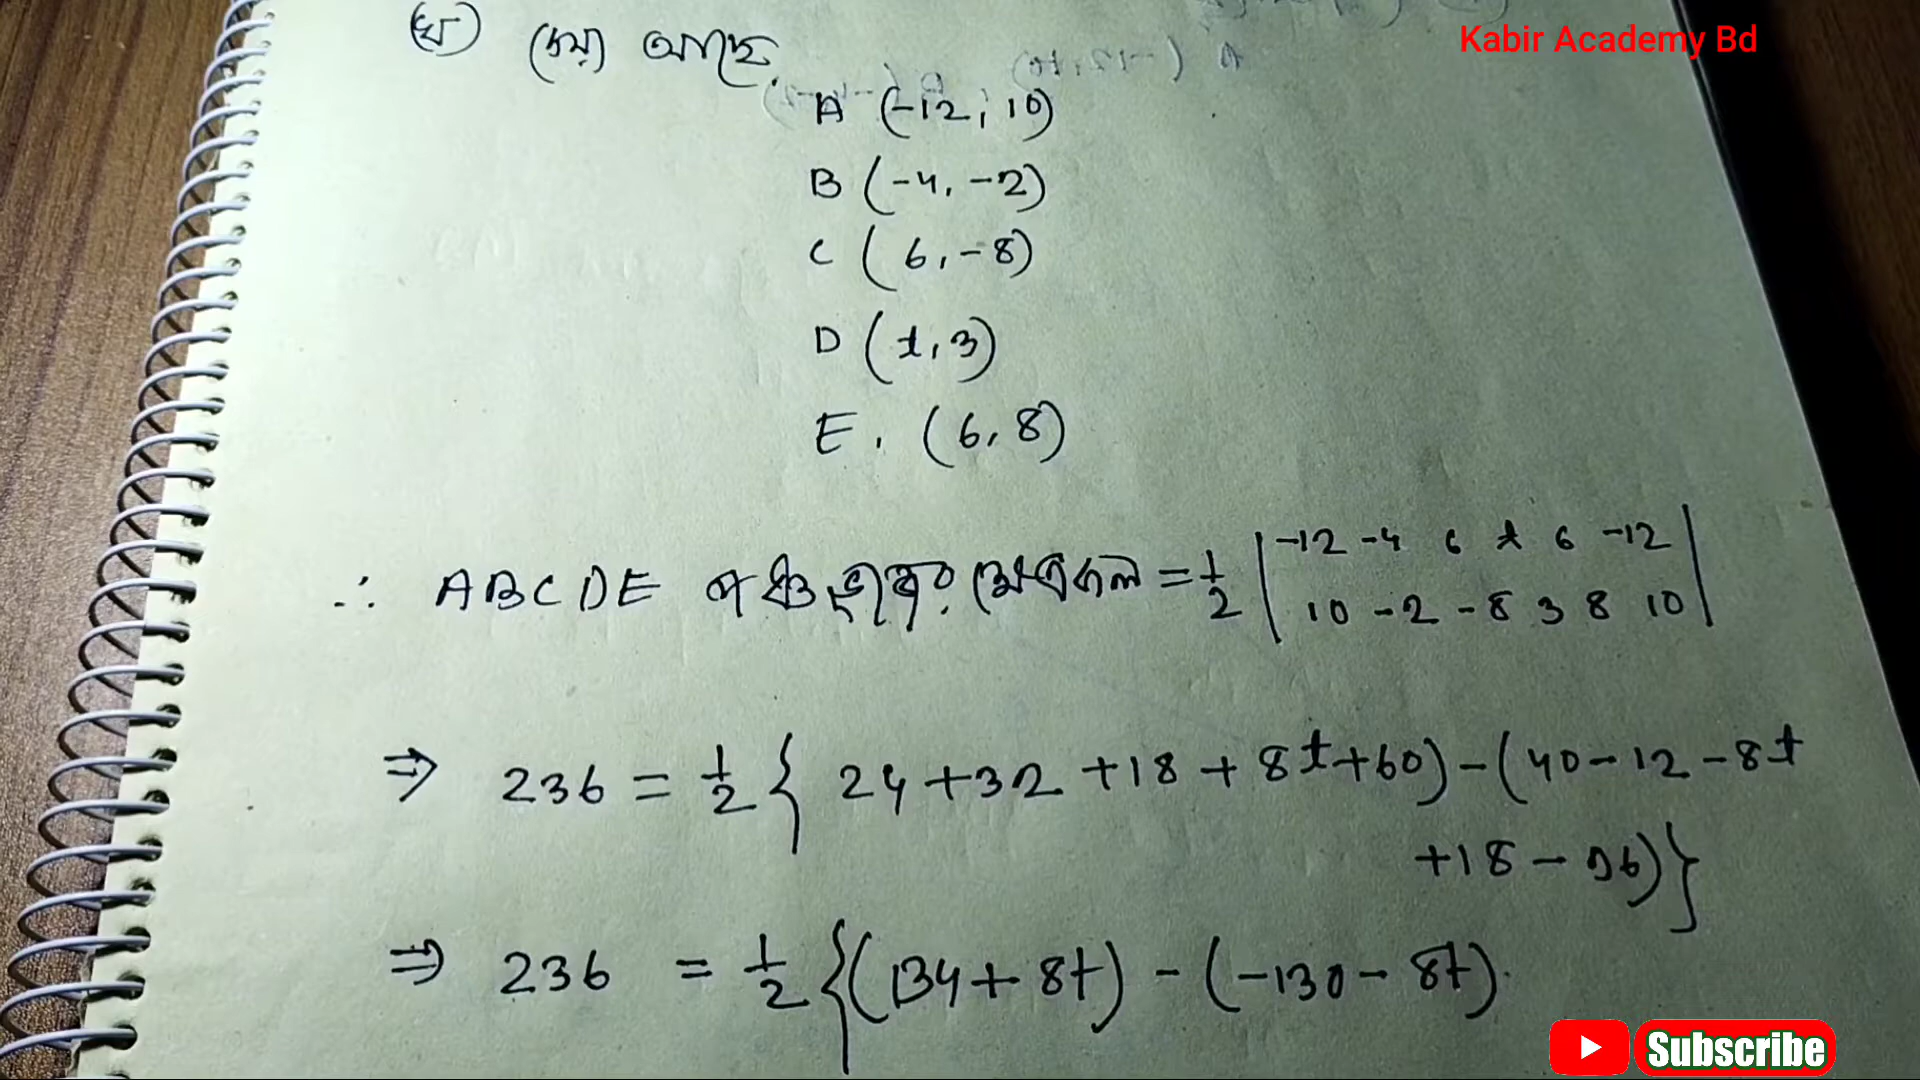 Kabir Academy Bd
(ঘ) দেয়া আছে,
A (-12, 10)
B (-4, -2)
C (6, -8)
D (t, 3)
E. (6, 8)
∴ ABCDE পঞ্চভুজের ক্ষেত্রফল = 1/2 | -12 -4 6 t 6 -12 |
| 10 -2 -8 3 8 10 |
⇒ 236 = 1/2 { 24+32+18+8t+60) - (40-12-8t
+18-96)}
⇒ 236 = 1/2 {(134+8t) - (-130-8t)
Subscribe